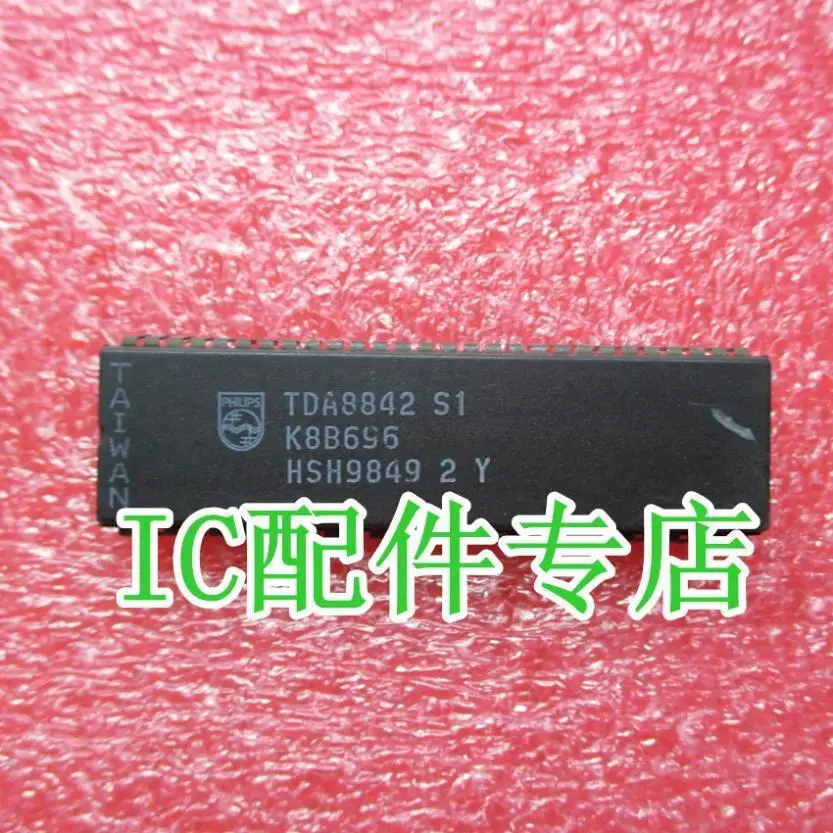 TAIWAN
PHILIPS
TDA8842 S1
K8B696
HSH9849 2 Y
IC配件专店